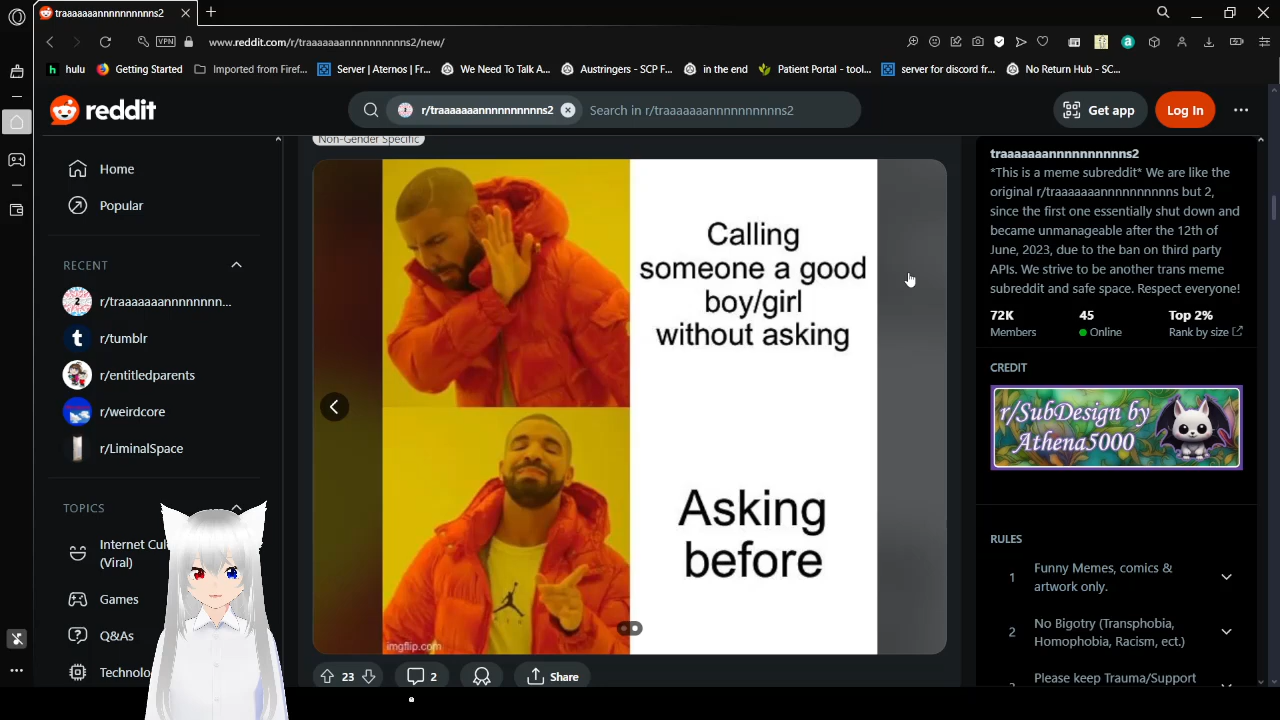 traaaaaaannnnnnnnnns2
VPN
www.reddit.com/r/traaaaaaannnnnnnnnns2/new/
hulu
Getting Started
Imported from Firef...
Server | Aternos | Fr...
We Need To Talk A...
Austringers - SCP F...
in the end
Patient Portal - tool...
server for discord fr...
No Return Hub - SC...
reddit
r/traaaaaaannnnnnnnnns2
Search in r/traaaaaaannnnnnnnnns2
Get app
Log In
Home
Popular
RECENT
r/traaaaaaannnnnnn...
r/tumblr
r/entitledparents
r/weirdcore
r/LiminalSpace
TOPICS
Internet Cul
(Viral)
Games
Q&As
Technolo
Non-Gender Specific
Calling
someone a good
boy/girl
without asking
Asking
before
imgflip.com
23
2
Share
traaaaaaannnnnnnnnns2
*This is a meme subreddit* We are like the
original r/traaaaaaannnnnnnnnns but 2,
since the first one essentially shut down and
became unmanageable after the 12th of
June, 2023, due to the ban on third party
APIs. We strive to be another trans meme
subreddit and safe space. Respect everyone!
72K
Members
45
Online
Top 2%
Rank by size
CREDIT
r/SubDesign by
Athena5000
RULES
1 Funny Memes, comics &
artwork only.
2 No Bigotry (Transphobia,
Homophobia, Racism, ect.)
Please keep Trauma/Support